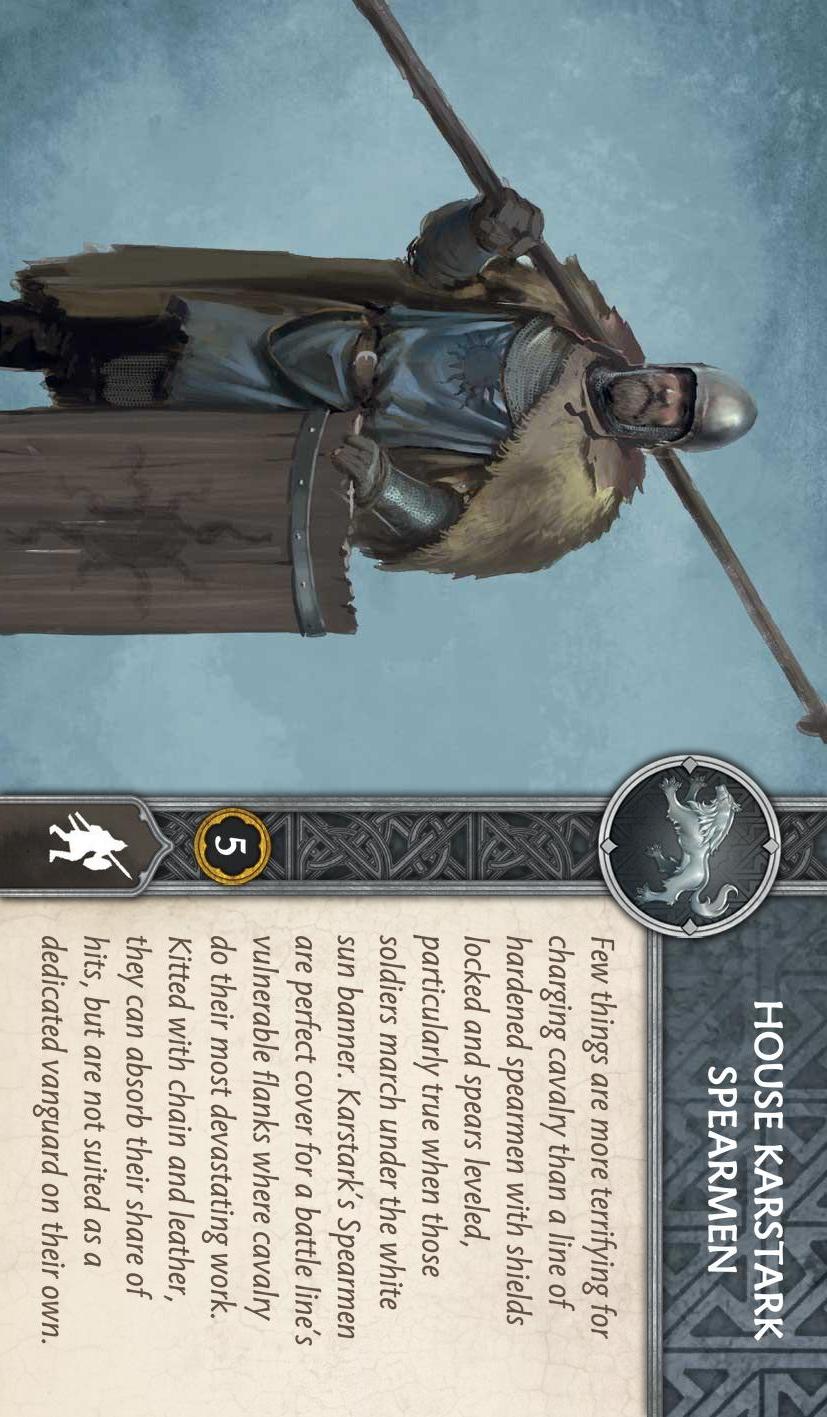 HOUSE KARSTARK
SPEARMEN
5
Few things are more terrifying for
charging cavalry than a line of
hardened spearmen with shields
locked and spears leveled,
particularly true when those
soldiers march under the white
sun banner. Karstark's Spearmen
are perfect cover for a battle line's
vulnerable flanks where cavalry
do their most devastating work.
Kitted with chain and leather,
they can absorb their share of
hits, but are not suited as a
dedicated vanguard on their own.